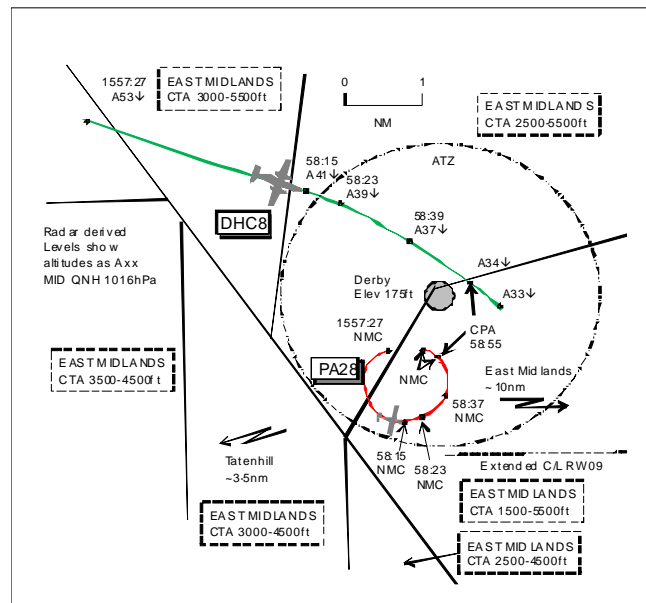 1557:27
A53↓
EAST MIDLANDS
CTA 3000-5500ft
0 1
NM
EAST MIDLANDS
CTA 2500-5500ft
ATZ
58:15
A41↓
58:23
A39↓
DHC8
58:39
A37↓
Radar derived
Levels show
altitudes as Axx
MID QNH 1016hPa
A34↓
Derby
Elev 175ft
A33↓
1557:27
NMC
CPA
58:55
EAST MIDLANDS
CTA 3500-4500ft
PA28
NMC
East Midlands
~10nm
58:37
NMC
Tatenhill
~3·5nm
58:15
NMC
58:23
NMC
Extended C/L RW09
EAST MIDLANDS
CTA 1500-5500ft
EAST MIDLANDS
CTA 3000-4500ft
EAST MIDLANDS
CTA 2500-4500ft